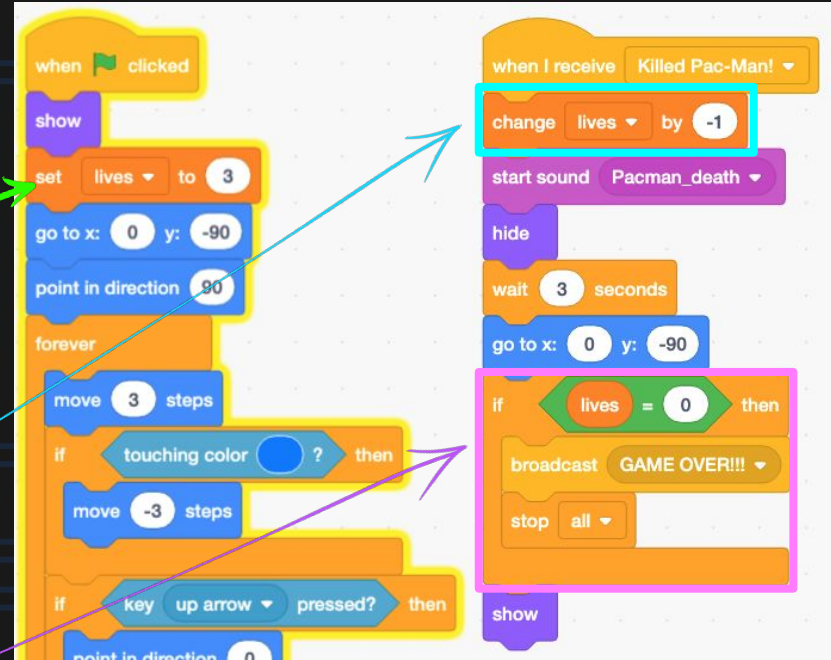 when clicked
show
set lives to 3
go to x: 0 y: -90
point in direction 90
forever
move 3 steps
if touching color ? then
move -3 steps
if key up arrow pressed? then
point in direction 0
when I receive Killed Pac-Man!
change lives by -1
start sound Pacman_death
hide
wait 3 seconds
go to x: 0 y: -90
if lives = 0 then
broadcast GAME OVER!!!
stop all
show